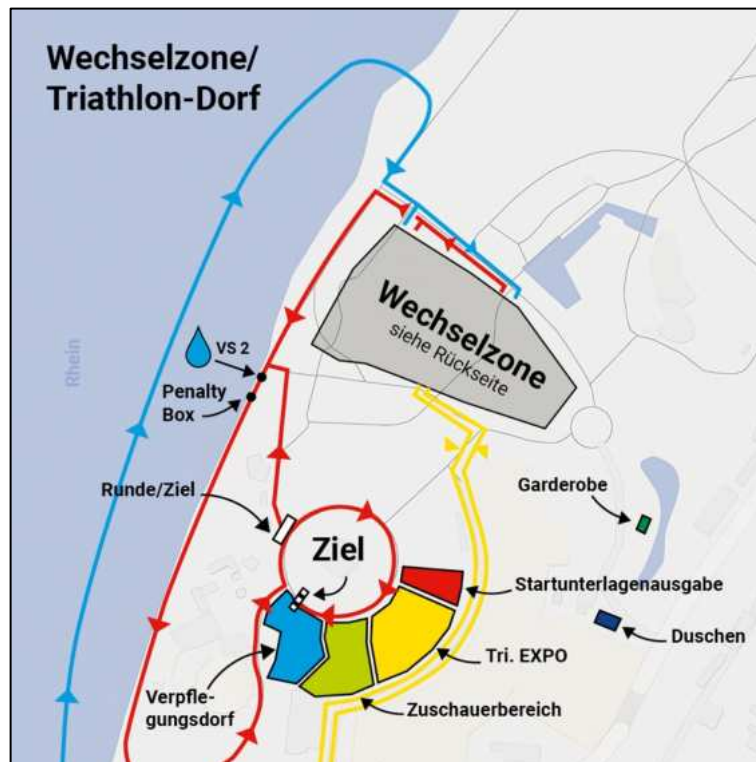 Wechselzone/
Triathlon-Dorf
Wechselzone
siehe Rückseite
Rhein
VS 2
Penalty
Box
Runde/Ziel
Ziel
Garderobe
Startunterlagenausgabe
Duschen
Tri. EXPO
Verpfle-
gungsdorf
Zuschauerbereich